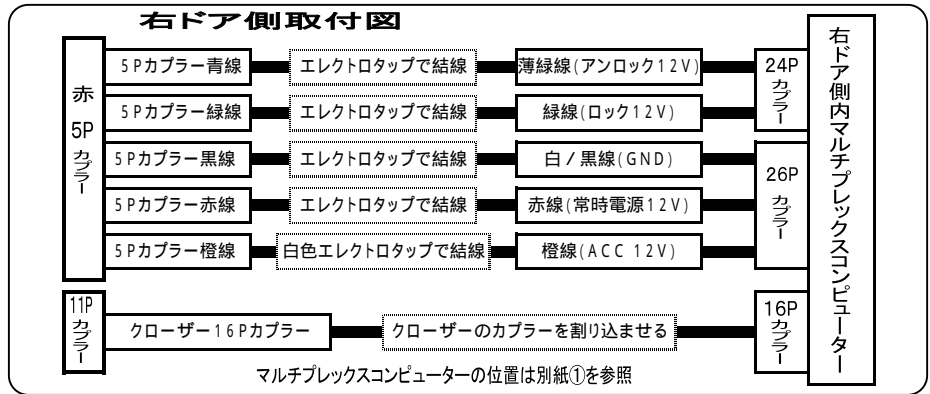 右ドア側取付図
赤
5P
カプラー
5Pカプラー青線
エレクトロタップで結線
薄緑線(アンロック12V)
24P
カプラー
5Pカプラー緑線
エレクトロタップで結線
緑線(ロック12V)
5Pカプラー黒線
エレクトロタップで結線
白/黒線(GND)
26P
カプラー
5Pカプラー赤線
エレクトロタップで結線
赤線(常時電源12V)
5Pカプラー橙線
白色エレクトロタップで結線
橙線(ACC 12V)
11P
カプラー
クローザー16Pカプラー
クローザーのカプラーを割り込ませる
16P
カプラー
右ドア側内マルチプレックスコンピューター
マルチプレックスコンピューターの位置は別紙①を参照